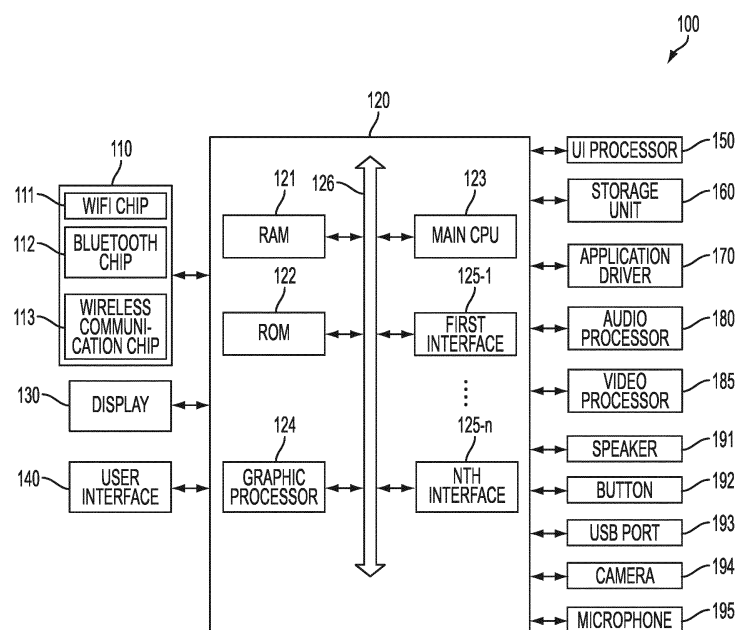 100
120
110
111
WIFI CHIP
112
BLUETOOTH
CHIP
113
WIRELESS
COMMUNI-
CATION CHIP
130
DISPLAY
140
USER
INTERFACE
126
121
RAM
122
ROM
124
GRAPHIC
PROCESSOR
123
MAIN CPU
125-1
FIRST
INTERFACE
125-n
NTH INTERFACE
UI PROCESSOR
150
STORAGE
UNIT
160
APPLICATION
DRIVER
170
AUDIO
PROCESSOR
180
VIDEO
PROCESSOR
185
SPEAKER
191
BUTTON
192
USB PORT
193
CAMERA
194
MICROPHONE
195